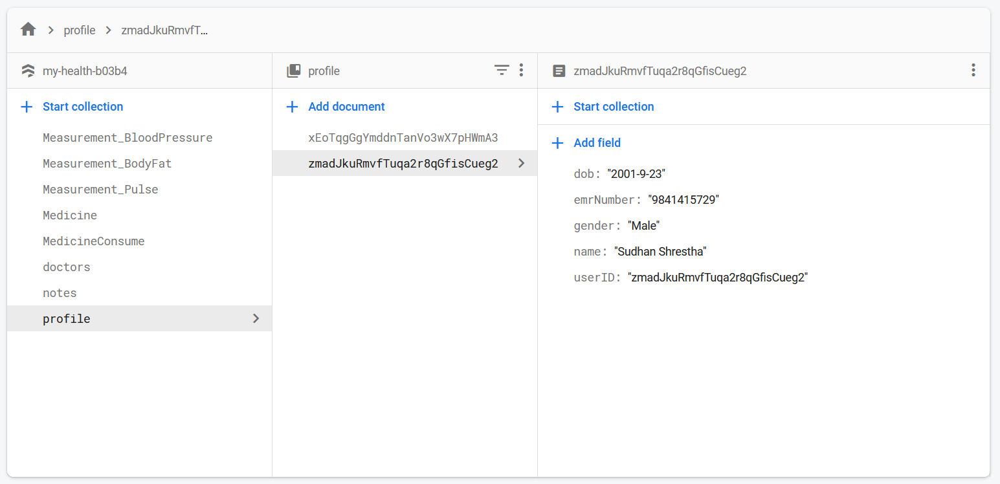 profile
zmadJkuRmvfT...
my-health-b03b4
Start collection
Measurement_BloodPressure
Measurement_BodyFat
Measurement_Pulse
Medicine
MedicineConsume
doctors
notes
profile
profile
Add document
xEoTqgGgYmddnTanVo3wX7pHWmA3
zmadJkuRmvfTuqa2r8qGfisCueg2
zmadJkuRmvfTuqa2r8qGfisCueg2
Start collection
Add field
dob: "2001-9-23"
emrNumber: "9841415729"
gender: "Male"
name: "Sudhan Shrestha"
userID: "zmadJkuRmvfTuqa2r8qGfisCueg2"